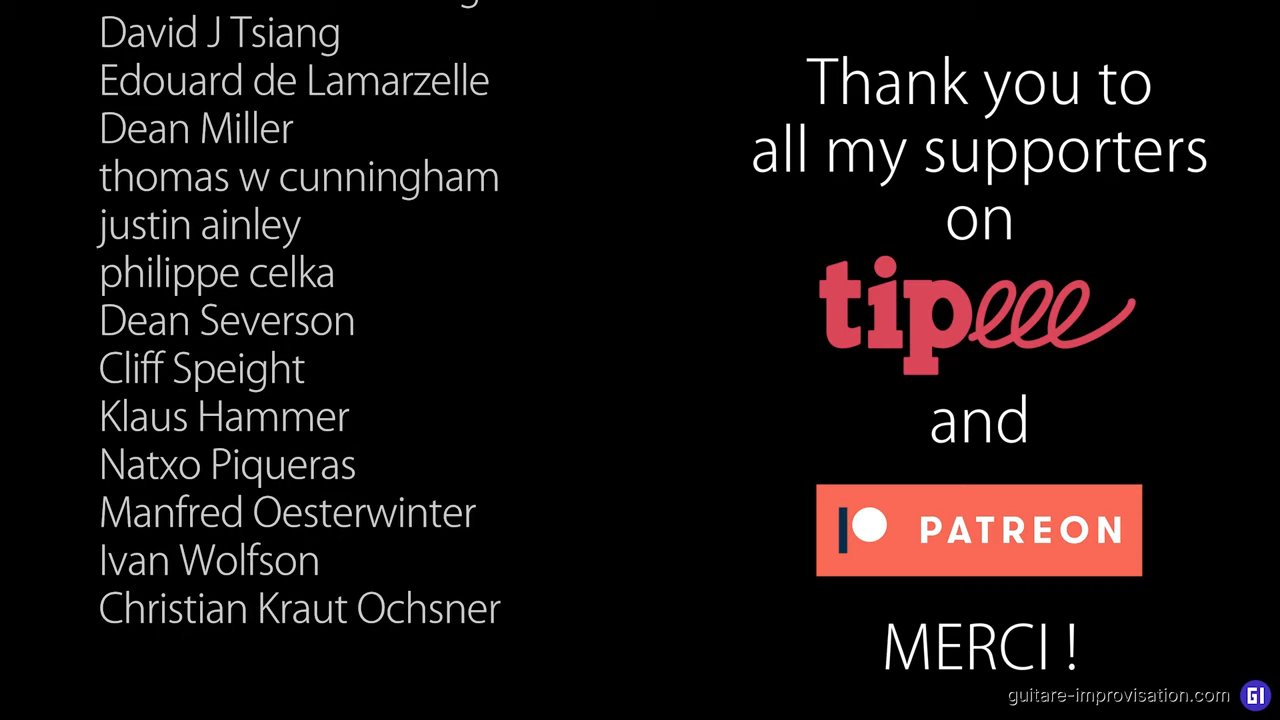 David J Tsiang
Edouard de Lamarzelle
Dean Miller
thomas w cunningham
justin ainley
philippe celka
Dean Severson
Cliff Speight
Klaus Hammer
Natxo Piqueras
Manfred Oesterwinter
Ivan Wolfson
Christian Kraut Ochsner
Thank you to
all my supporters
on
tipeee
and
PATREON
MERCI !
guitare-improvisation.com GI